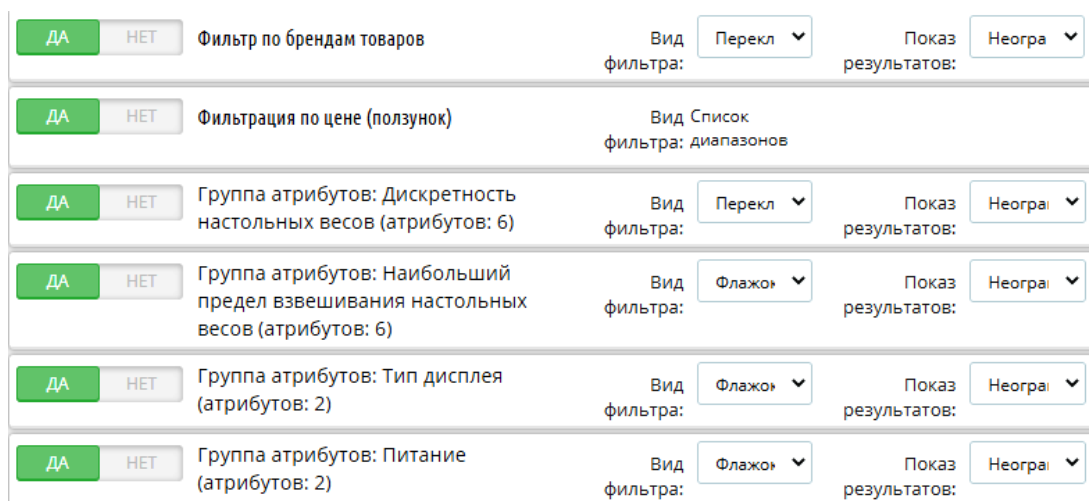 ДА НЕТ Фильтр по брендам товаров Вид фильтра: Перекл Показ результатов: Неогра
ДА НЕТ Фильтрация по цене (ползунок) Вид фильтра: Список диапазонов
ДА НЕТ Группа атрибутов: Дискретность
настольных весов (атрибутов: 6) Вид фильтра: Перекл Показ результатов: Неогра
ДА НЕТ Группа атрибутов: Наибольший
предел взвешивания настольных
весов (атрибутов: 6) Вид фильтра: Флажок Показ результатов: Неогра
ДА НЕТ Группа атрибутов: Тип дисплея
(атрибутов: 2) Вид фильтра: Флажок Показ результатов: Неогра
ДА НЕТ Группа атрибутов: Питание
(атрибутов: 2) Вид фильтра: Флажок Показ результатов: Неогра